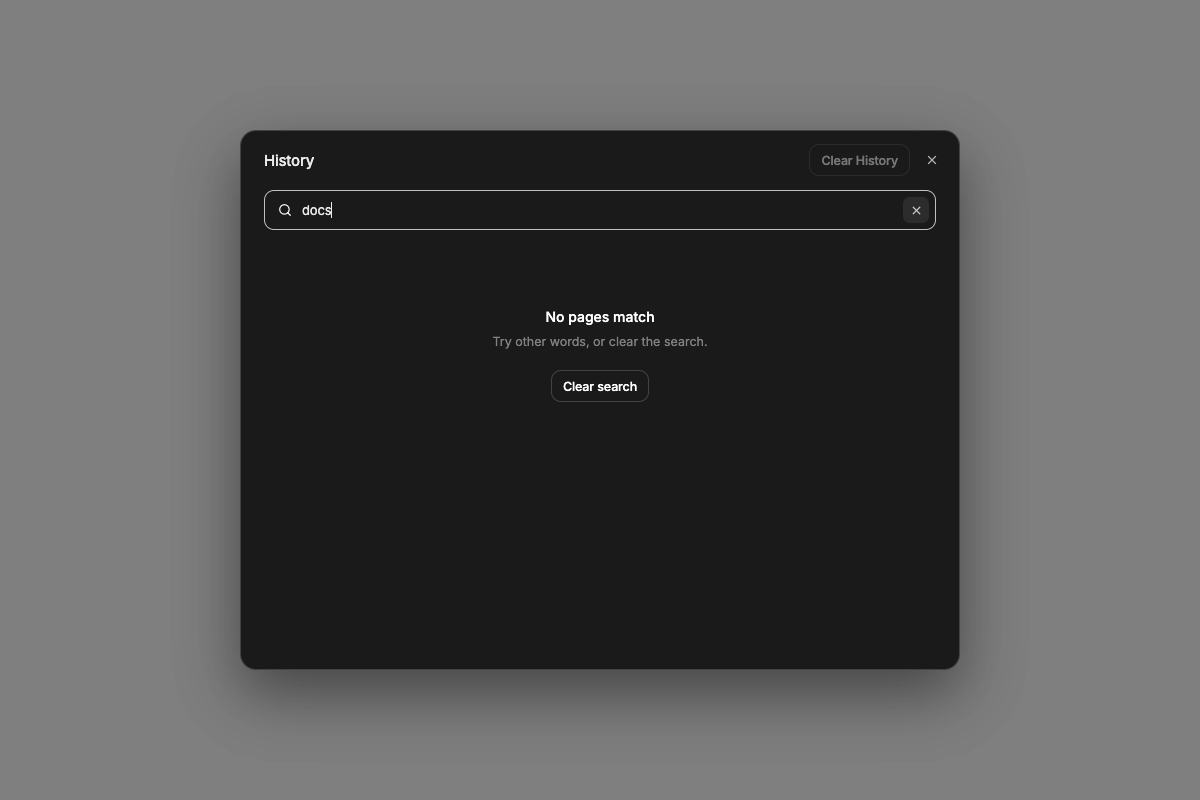 History
Clear History
docs
No pages match
Try other words, or clear the search.
Clear search